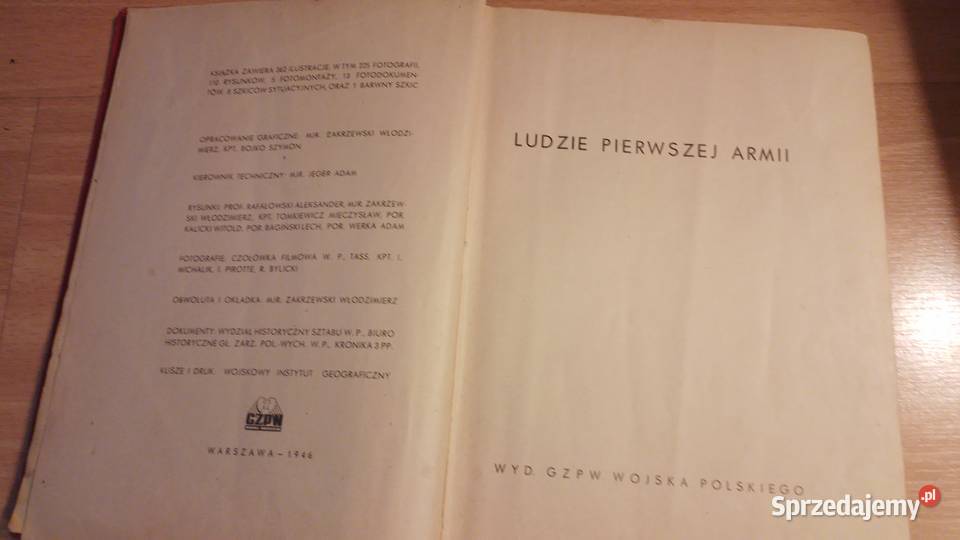 KSIĄŻKA ZAWIERA 362 ILUSTRACJE, W TYM 225 FOTOGRAFII,
110 RYSUNKÓW, 5 FOTOMONTAŻY, 13 FOTODOKUMEN-
TÓW, 8 SZKICÓW SYTUACYJNYCH, ORAZ 1 BARWNY SZKIC
OPRACOWANIE GRAFICZNE: MJR. ZAKRZEWSKI WŁODZI-
MIERZ, KPT. BOJKO SZYMON
KIEROWNIK TECHNICZNY: MJR. JEGER ADAM
RYSUNKI: PROF. RAFAŁOWSKI ALEKSANDER, MJR. ZAKRZEW-
SKI WŁODZIMIERZ, KPT. TOMKIEWICZ MIECZYSŁAW, POR.
KALICKI WITOLD, POR. BAGIŃSKI LECH, POR. WERKA ADAM
FOTOGRAFIE: CZOŁÓWKA FILMOWA W. P., TASS, KPT. I.
MICHALIK, I. PIROTTE, R. BYLICKI
OBWOLUTA I OKŁADKA: MJR. ZAKRZEWSKI WŁODZIMIERZ
DOKUMENTY: WYDZIAŁ HISTORYCZNY SZTABU W. P., BIURO
HISTORYCZNE GŁ. ZARZ. POL.-WYCH. W. P., KRONIKA 3 PP.
KLISZE I DRUK: WOJSKOWY INSTYTUT GEOGRAFICZNY
GZPW
WARSZAWA – 1946
LUDZIE PIERWSZEJ ARMII
WYD. GZPW WOJSKA POLSKIEGO
Sprzedajemy.pl